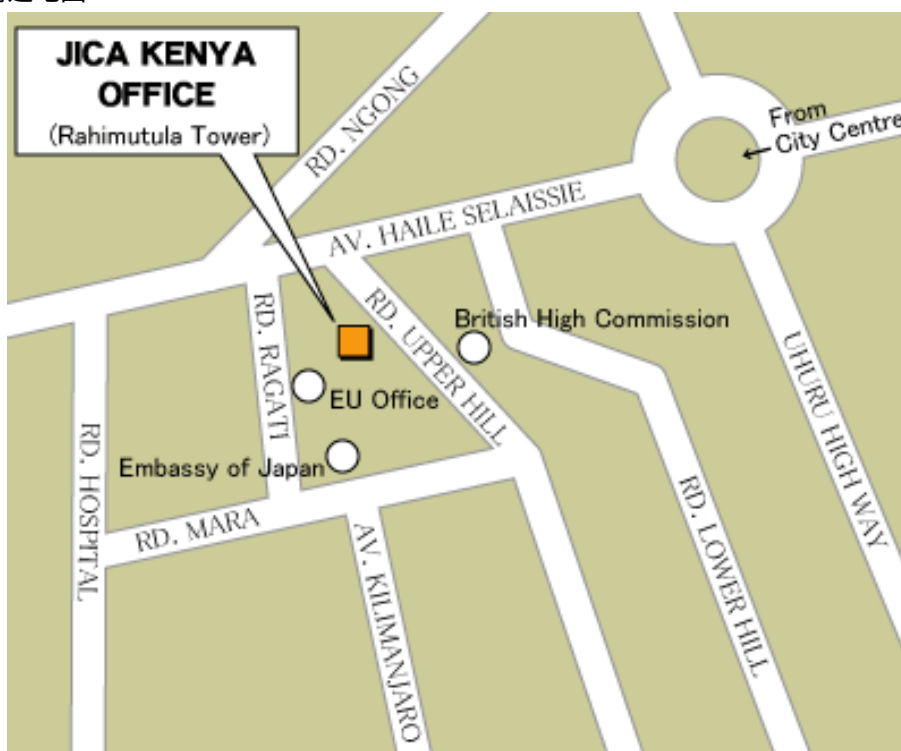 JICA KENYA
OFFICE
(Rahimutula Tower)
RD. NGONG
From
City Centre
AV. HAILE SELAISSIE
RD. RAGATI
RD. UPPER HILL
British High Commission
UHURU HIGH WAY
EU Office
RD. HOSPITAL
Embassy of Japan
RD. MARA
AV. KILIMANJARO
RD. LOWER HILL